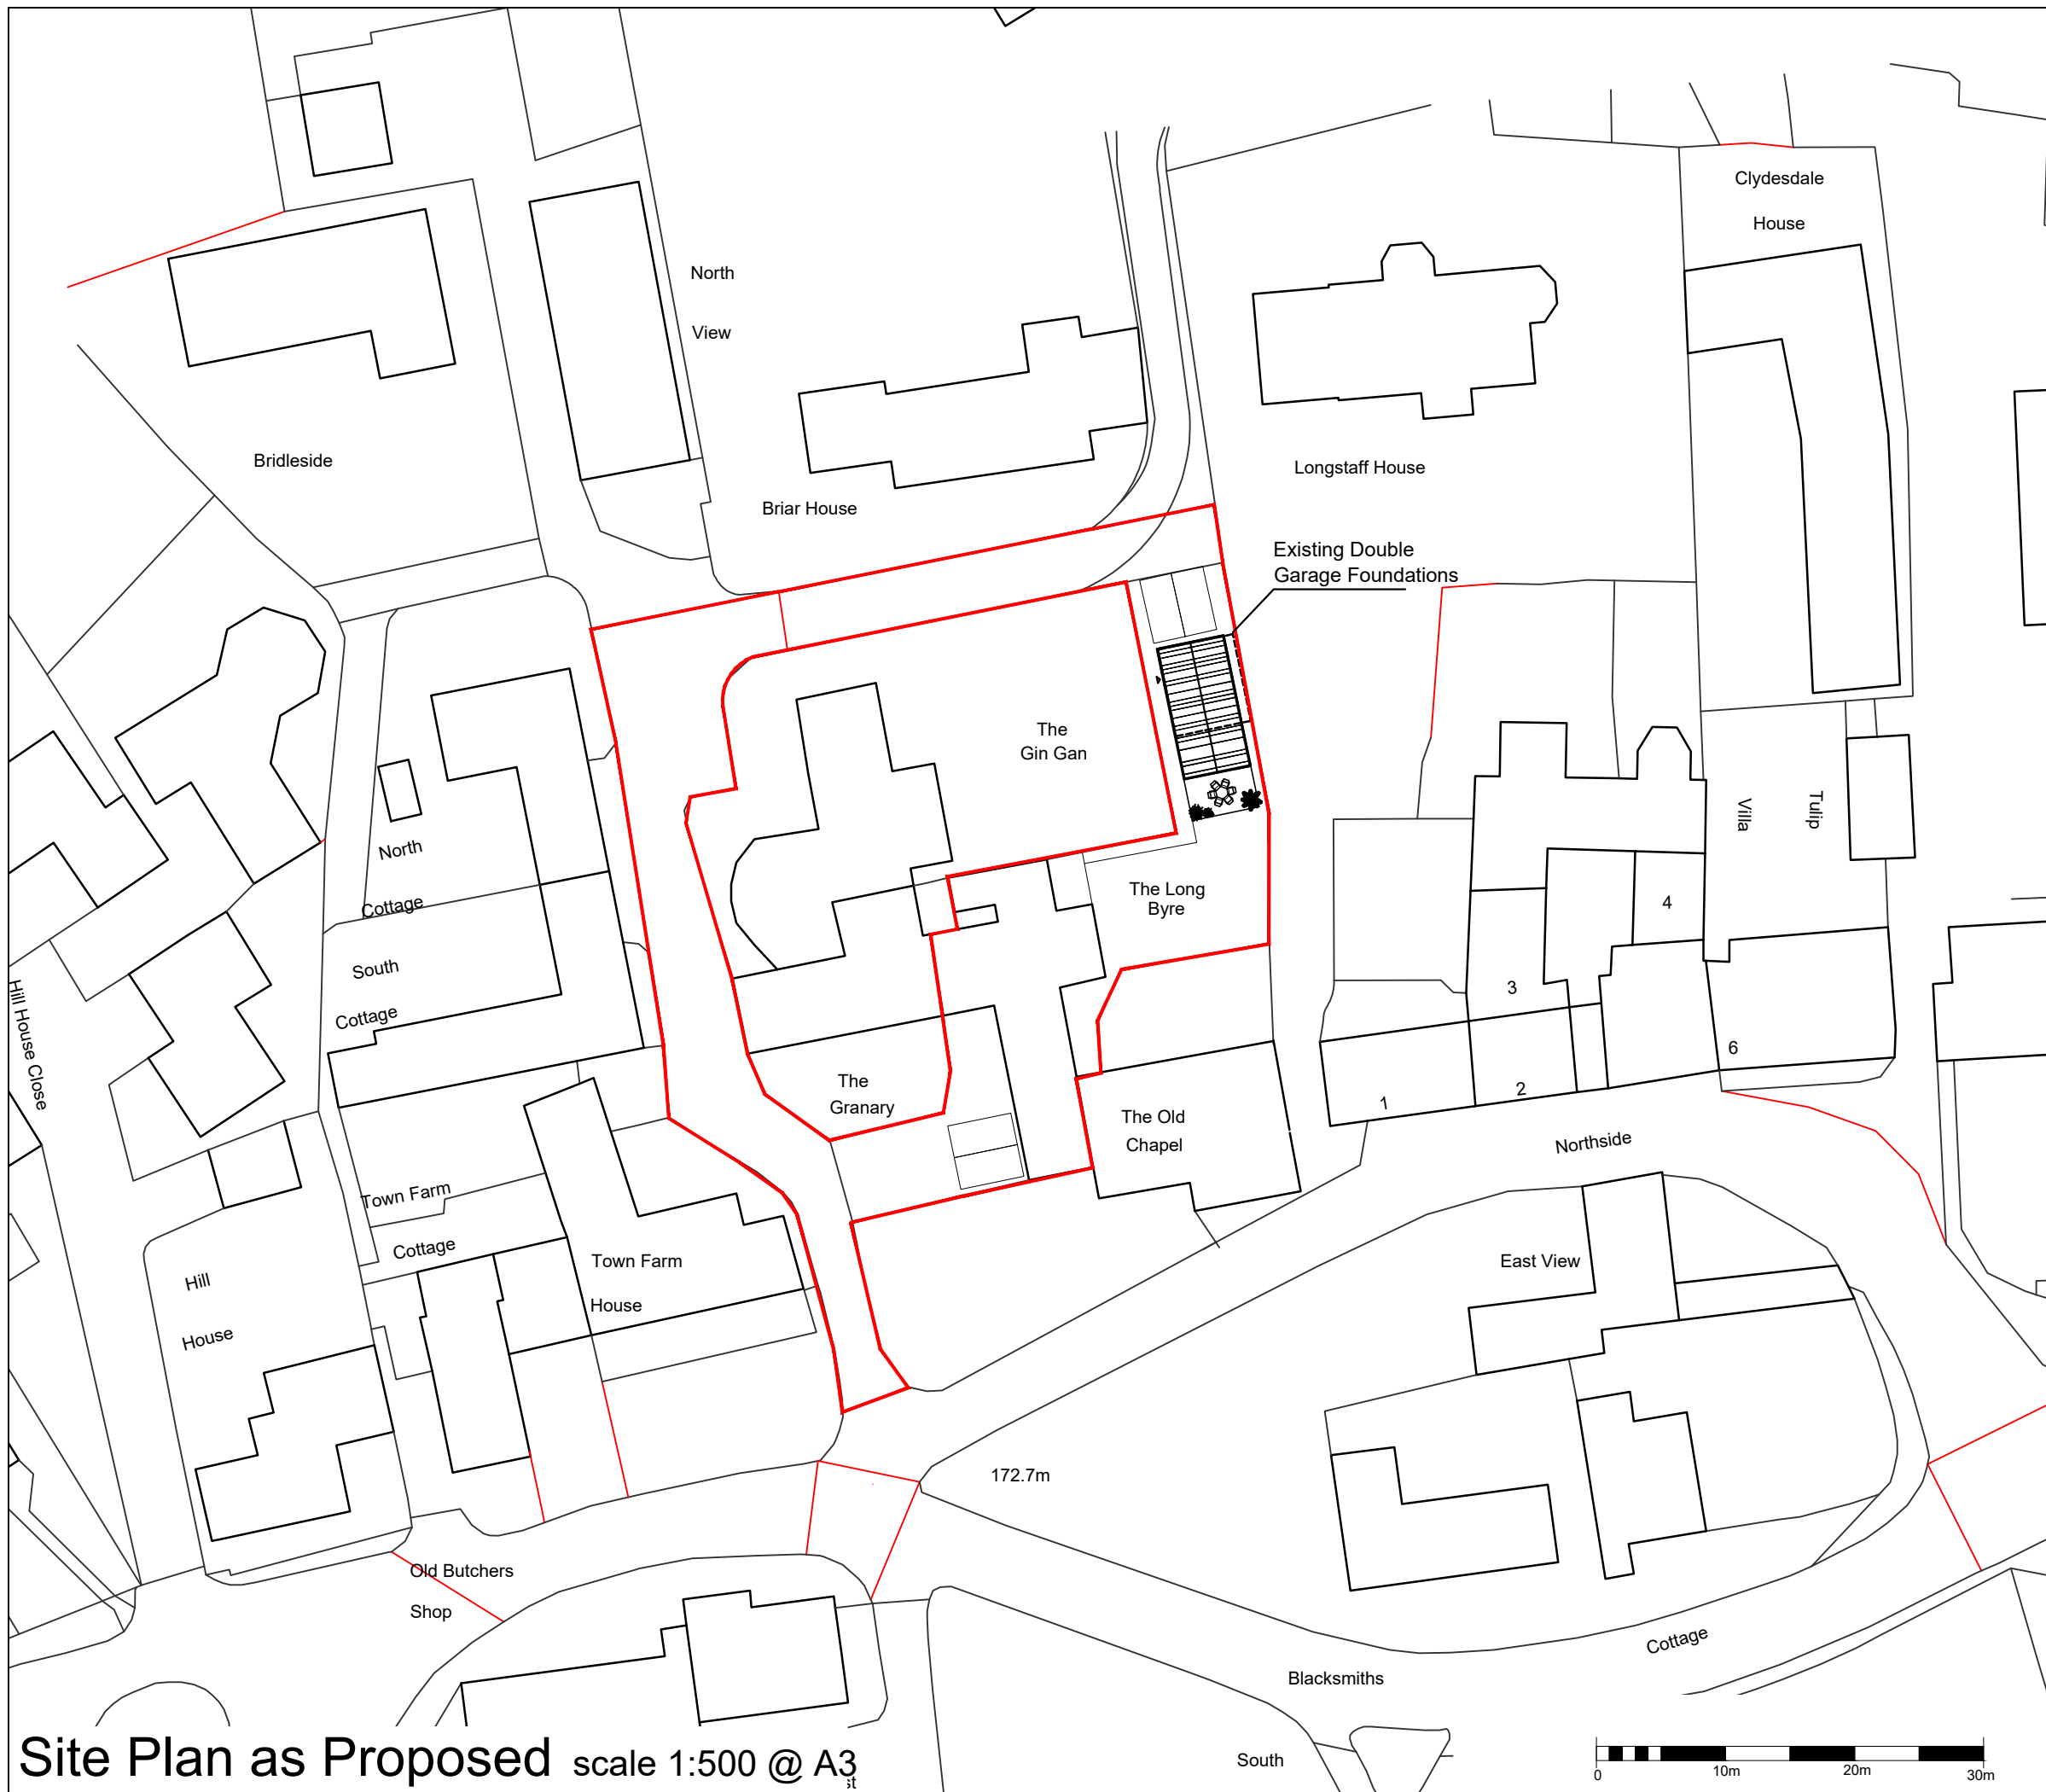 Clydesdale
House
North
View
Bridleside
Longstaff House
Briar House
Existing Double
Garage Foundations
The
Gin Gan
Villa
Tulip
North
Cottage
The Long
Byre
4
South
Cottage
3
Hill House Close
6
The
Granary
2
1
The Old
Chapel
Northside
Town Farm
Cottage
Town Farm
House
East View
Hill
House
172.7m
Old Butchers
Shop
Cottage
Blacksmiths
South
Site Plan as Proposed scale 1:500 @ A3
0 10m 20m 30m